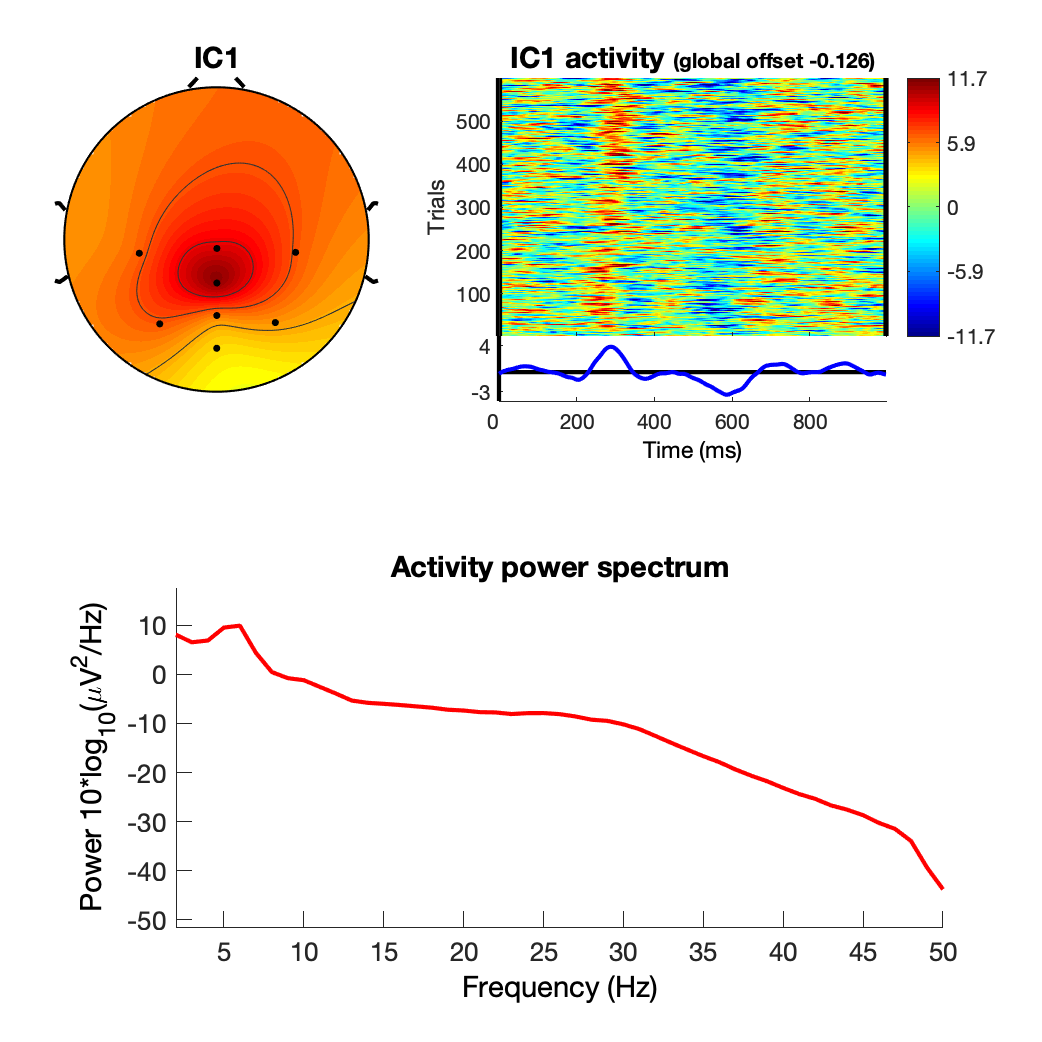 IC1
IC1 activity (global offset -0.126)
Trials
500
400
300
200
100
11.7
5.9
0
-5.9
-11.7
4
-3
0 200 400 600 800
Time (ms)
Activity power spectrum
Power 10*log10(μV2/Hz)
10
0
-10
-20
-30
-40
-50
5 10 15 20 25 30 35 40 45 50
Frequency (Hz)